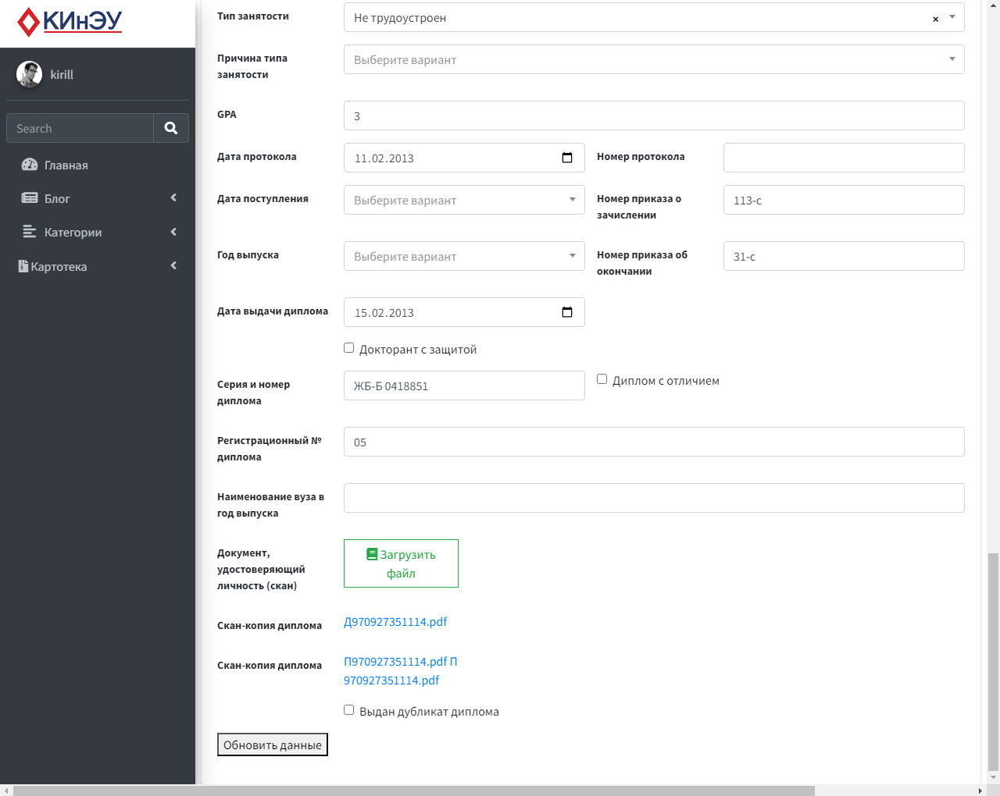 КИнЭУ
kirill
Search
Главная
Блог
Категории
Картотека
Тип занятости
Не трудоустроен
×
Причина типа
занятости
Выберите вариант
GPA
3
Дата протокола
11.02.2013
Номер протокола
Дата поступления
Выберите вариант
Номер приказа о
зачислении
113-с
Год выпуска
Выберите вариант
Номер приказа об
окончании
31-с
Дата выдачи диплома
15.02.2013
Докторант с защитой
Серия и номер
диплома
ЖБ-Б 0418851
Диплом с отличием
Регистрационный №
диплома
05
Наименование вуза в
год выпуска
Документ,
удостоверяющий
личность (скан)
Загрузить
файл
Скан-копия диплома
Д970927351114.pdf
Скан-копия диплома
П970927351114.pdf П
970927351114.pdf
Выдан дубликат диплома
Обновить данные